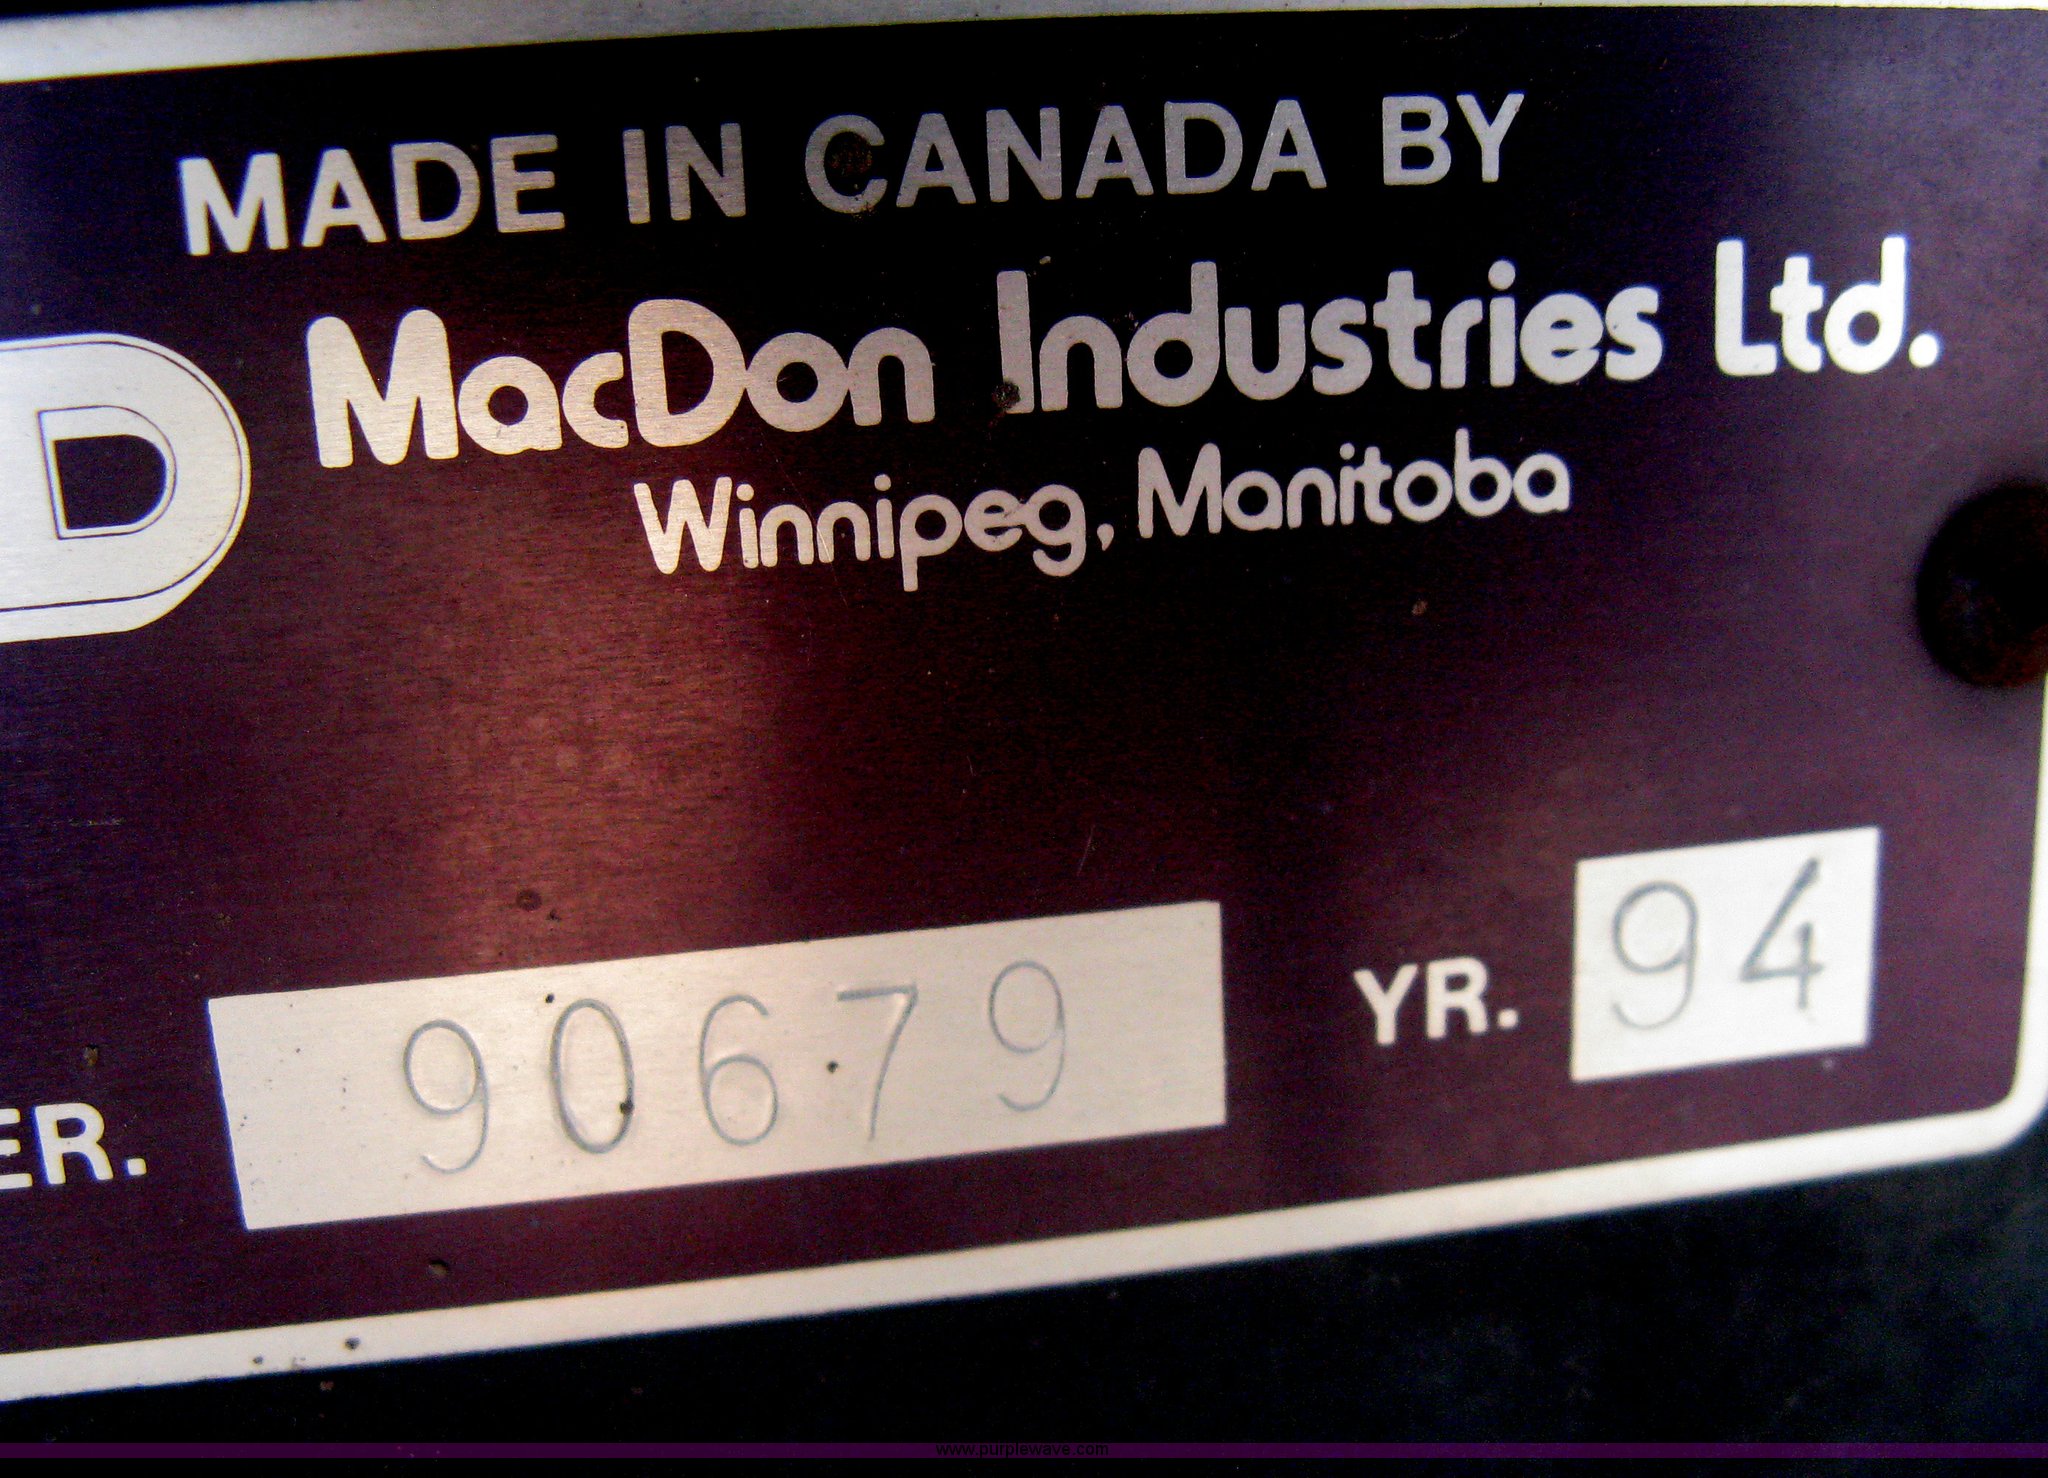 MADE IN CANADA BY
D
MacDon Industries Ltd.
Winnipeg, Manitoba
ER. 90679 YR. 94
www.purplewave.com